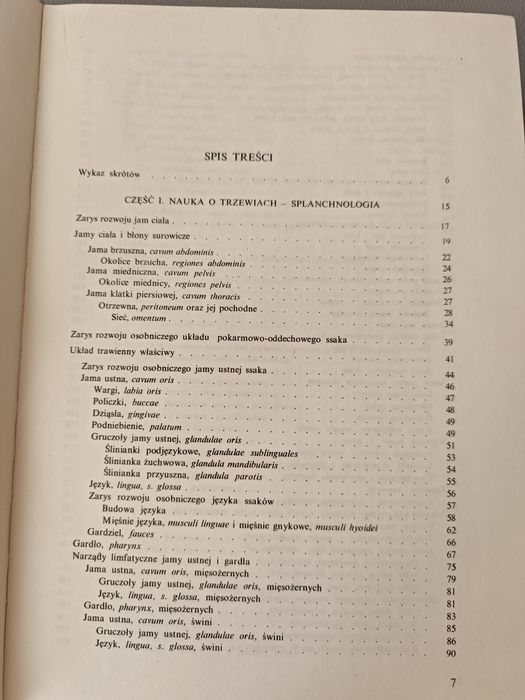 SPIS TREŚCI
Wykaz skrótów . . . . . . . . . . 6
CZĘŚĆ I. NAUKA O TRZEWIACH – SPLANCHNOLOGIA 15
Zarys rozwoju jam ciała . . . . . . . . . . 17
Jamy ciała i błony surowicze . . . . . . . . . . 19
Jama brzuszna, cavum abdominis . . . . . . . . . . 22
Okolice brzucha, regiones abdominis . . . . . . . . . . 24
Jama miedniczna, cavum pelvis . . . . . . . . . . 26
Okolice miednicy, regiones pelvis . . . . . . . . . . 27
Jama klatki piersiowej, cavum thoracis . . . . . . . . . . 27
Otrzewna, peritoneum oraz jej pochodne . . . . . . . . . . 28
Sieć, omentum . . . . . . . . . . 34
Zarys rozwoju osobniczego układu pokarmowo-oddechowego ssaka . . . . . 39
Układ trawienny właściwy . . . . . . . . . . 41
Zarys rozwoju osobniczego jamy ustnej ssaka . . . . . . . . . . 44
Jama ustna, cavum oris . . . . . . . . . . 46
Wargi, labia oris . . . . . . . . . . 47
Policzki, buccae . . . . . . . . . . 48
Dziąsła, gingivae . . . . . . . . . . 49
Podniebienie, palatum . . . . . . . . . . 49
Gruczoły jamy ustnej, glandulae oris . . . . . . . . . . 51
Ślinianki podjęzykowe, glandulae sublinguales . . . . . 53
Ślinianka żuchwowa, glandula mandibularis . . . . . 54
Ślinianka przyuszna, glandula parotis . . . . . 55
Język, lingua, s. glossa . . . . . . . . . . 56
Zarys rozwoju osobniczego języka ssaków . . . . . . . . . . 57
Budowa języka . . . . . . . . . . 58
Mięśnie języka, musculi linguae i mięśnie gnykowe, musculi hyoidei 62
Gardziel, fauces . . . . . . . . . . 66
Gardło, pharynx . . . . . . . . . . 67
Narządy limfatyczne jamy ustnej i gardła . . . . . . . . . . 75
Jama ustna, cavum oris, mięsożernych . . . . . . . . . . 79
Gruczoły jamy ustnej, glandulae oris, mięsożernych . . . . . 81
Język, lingua, s. glossa, mięsożernych . . . . . . . . . . 81
Gardło, pharynx, mięsożernych . . . . . . . . . . 83
Jama ustna, cavum oris, świni . . . . . . . . . . 85
Gruczoły jamy ustnej, glandulae oris, świni . . . . . . . . . . 86
Język, lingua, s. glossa, świni . . . . . . . . . . 90
7